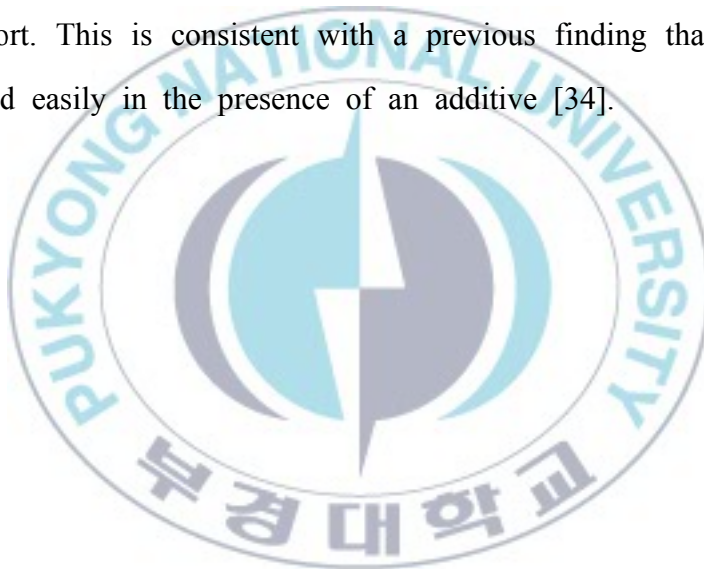 ort. This is consistent with a previous finding tha
d easily in the presence of an additive [34].
PUKYONG NATIONAL UNIVERSITY
부경대학교